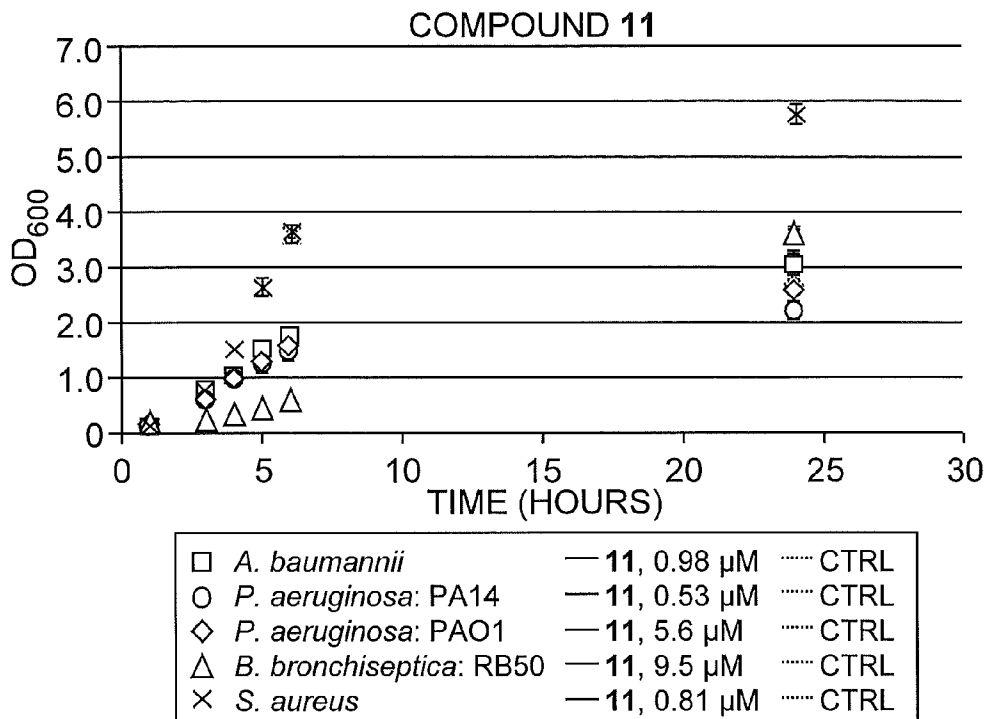 COMPOUND 11
7.0
6.0
5.0
4.0
3.0
2.0
1.0
0
OD600
0 5 10 15 20 25 30
TIME (HOURS)
A. baumannii 11, 0.98 µM CTRL
P. aeruginosa: PA14 11, 0.53 µM CTRL
P. aeruginosa: PAO1 11, 5.6 µM CTRL
B. bronchiseptica: RB50 11, 9.5 µM CTRL
S. aureus 11, 0.81 µM CTRL